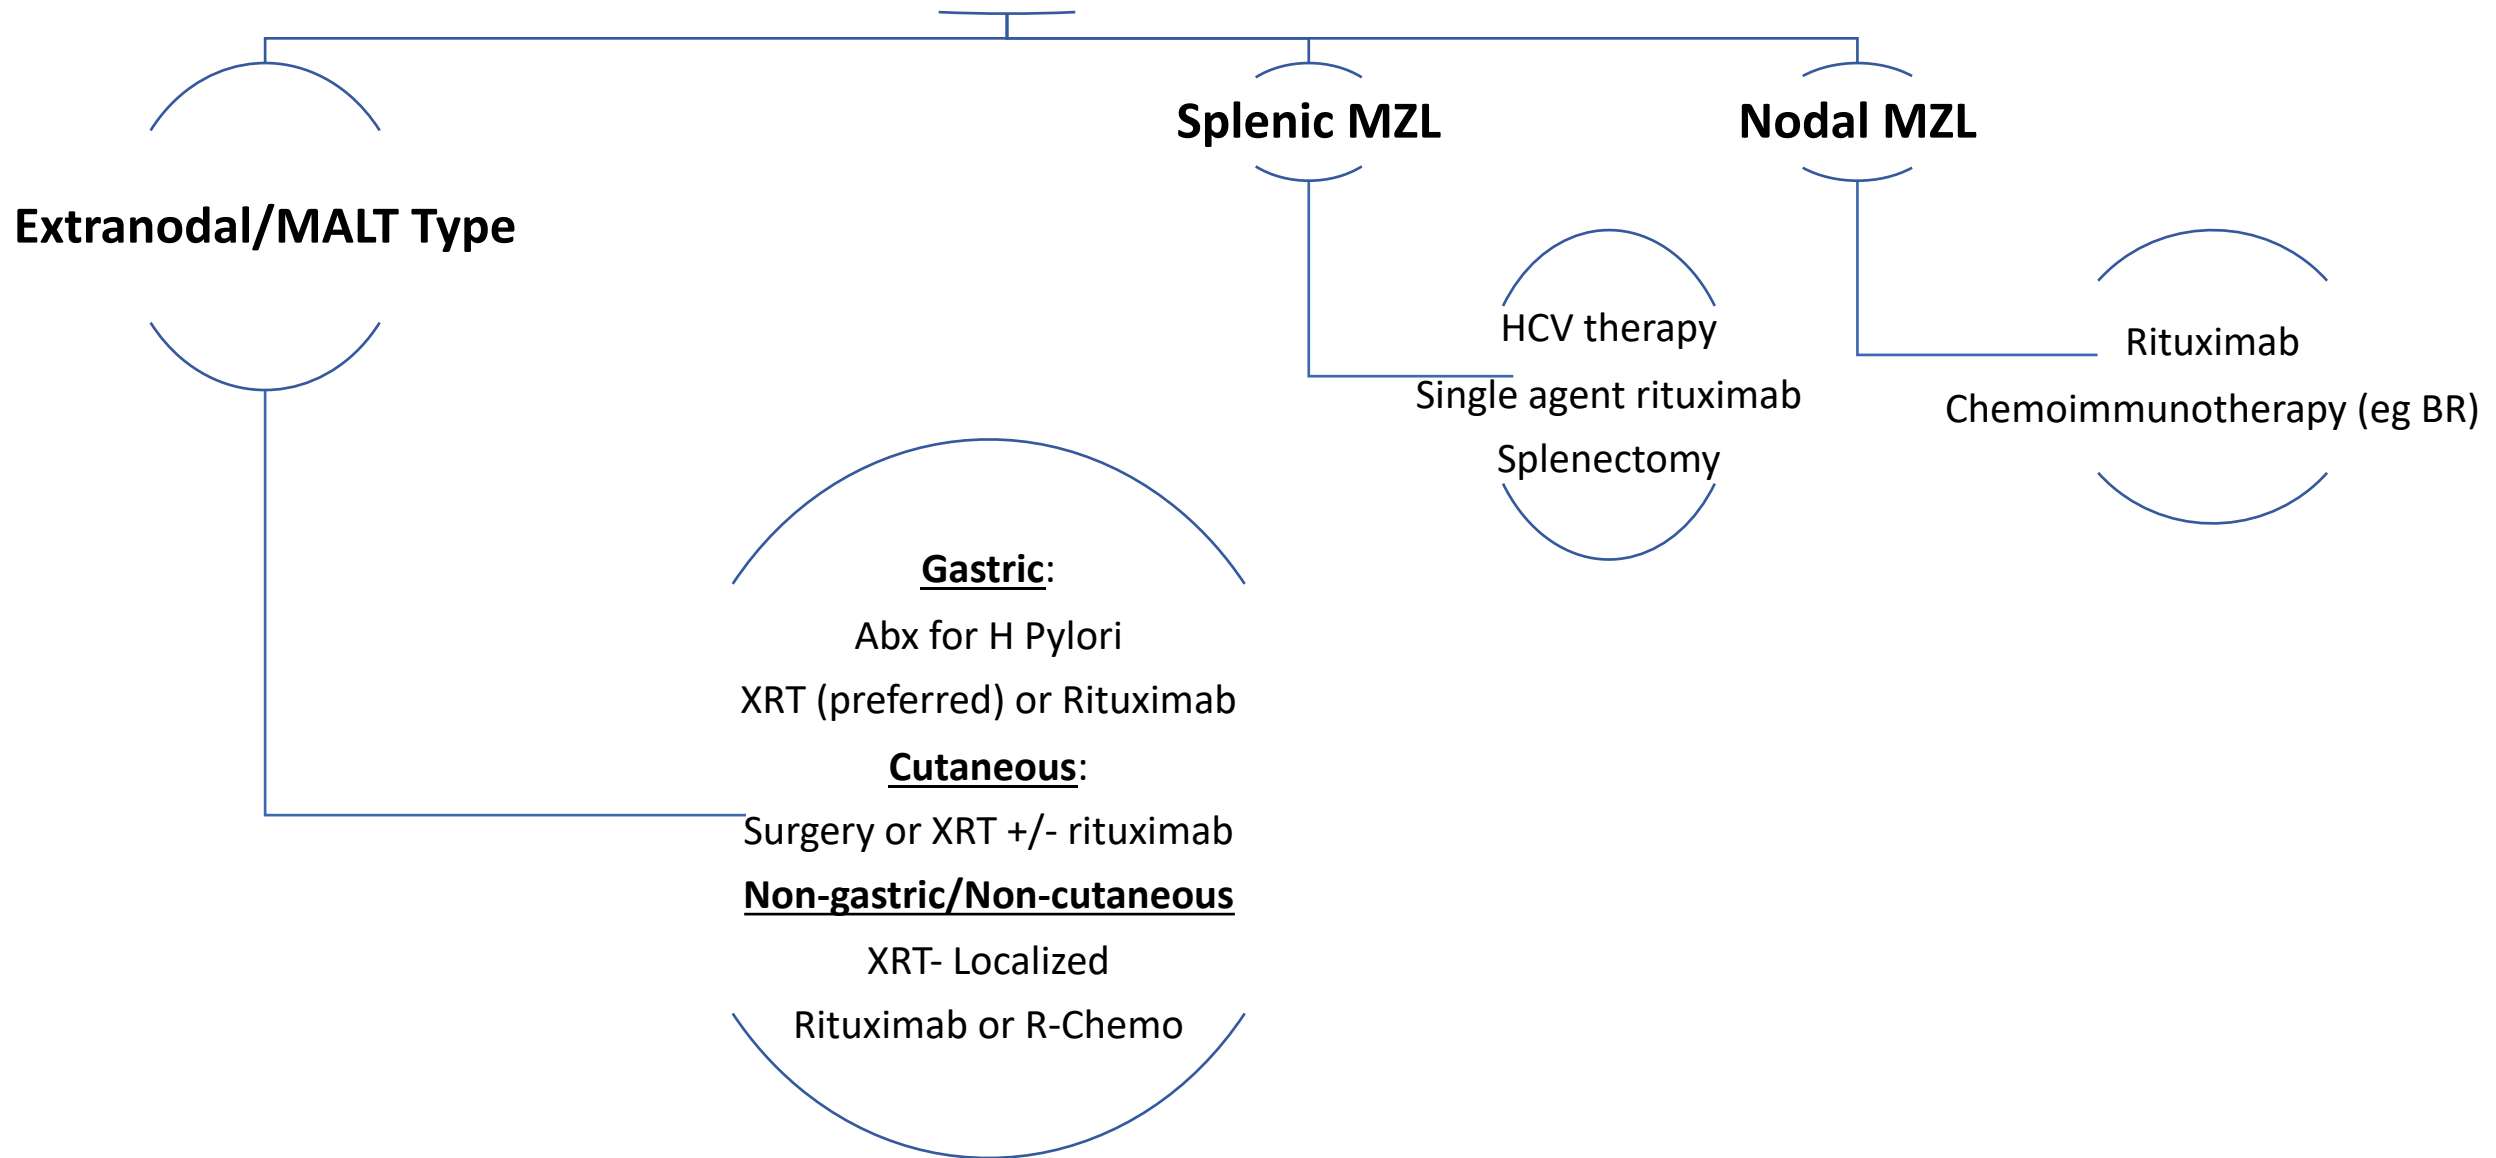 Extranodal/MALT Type
Splenic MZL
Nodal MZL
HCV therapy
Single agent rituximab
Splenectomy
Rituximab
Chemoimmunotherapy (eg BR)
Gastric:
Abx for H Pylori
XRT (preferred) or Rituximab
Cutaneous:
Surgery or XRT +/- rituximab
Non-gastric/Non-cutaneous
XRT- Localized
Rituximab or R-Chemo